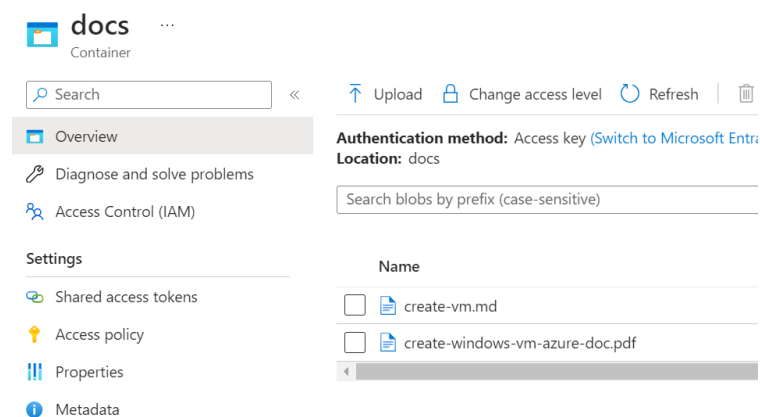 docs ...
Container
Search «
Overview
Diagnose and solve problems
Access Control (IAM)
Settings
Shared access tokens
Access policy
Properties
Metadata
Upload Change access level Refresh
Authentication method: Access key (Switch to Microsoft Entra
Location: docs
Search blobs by prefix (case-sensitive)
Name
create-vm.md
create-windows-vm-azure-doc.pdf